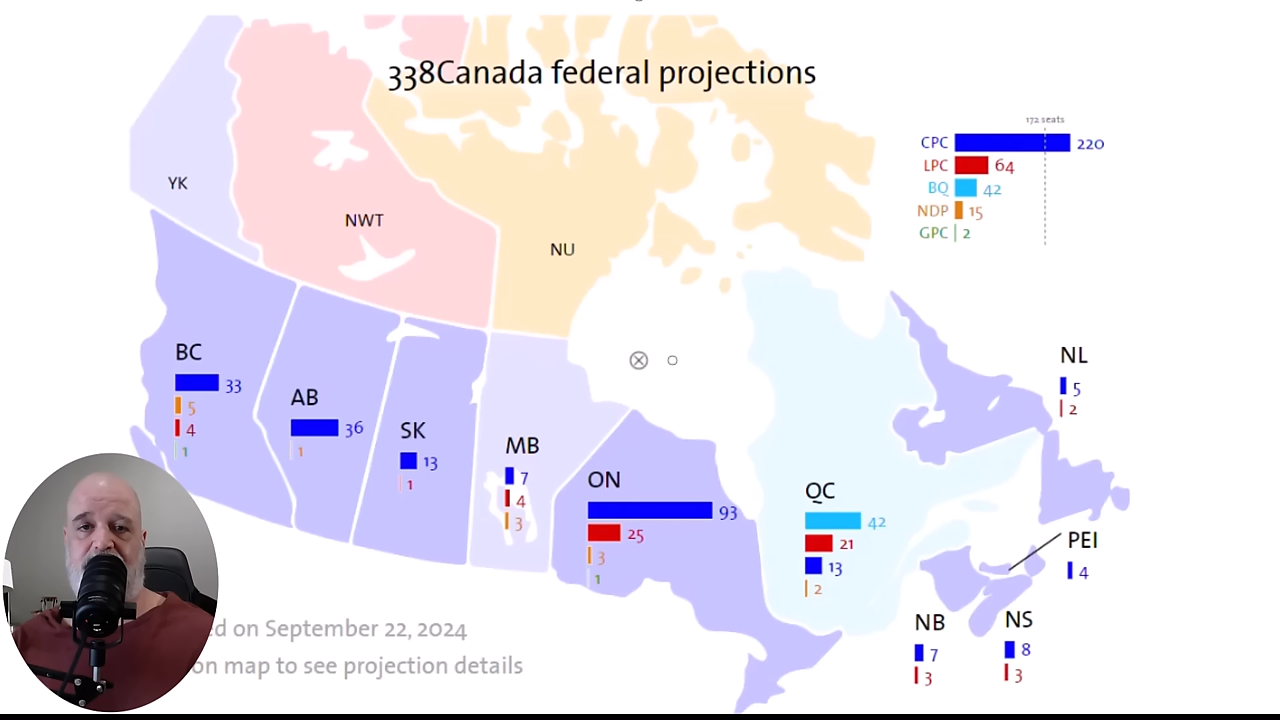 338Canada federal projections
172 seats
CPC 220
LPC 64
BQ 42
NDP 15
GPC 2
YK
NWT
NU
BC
33
5
4
1
AB
36
1
SK
13
1
MB
7
4
3
ON
93
25
3
1
QC
42
21
13
2
NL
5
2
PEI
4
NB
7
3
NS
8
3
on September 22, 2024
on map to see projection details